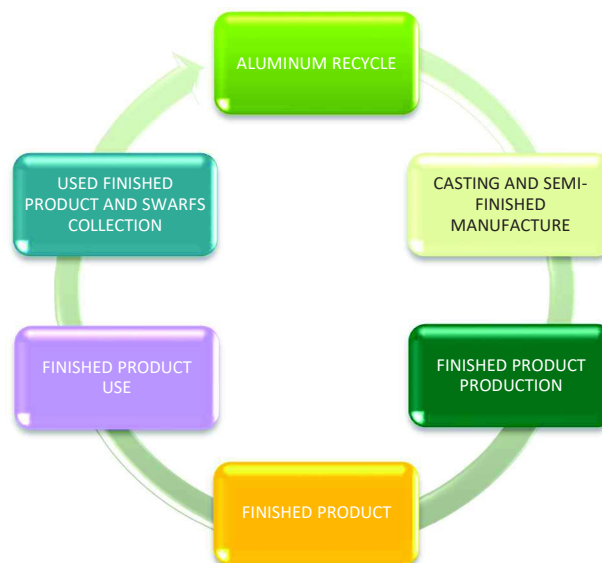 ALUMINUM RECYCLE
CASTING AND SEMI-
FINISHED
MANUFACTURE
FINISHED PRODUCT
PRODUCTION
FINISHED PRODUCT
FINISHED PRODUCT
USE
USED FINISHED
PRODUCT AND SWARFS
COLLECTION